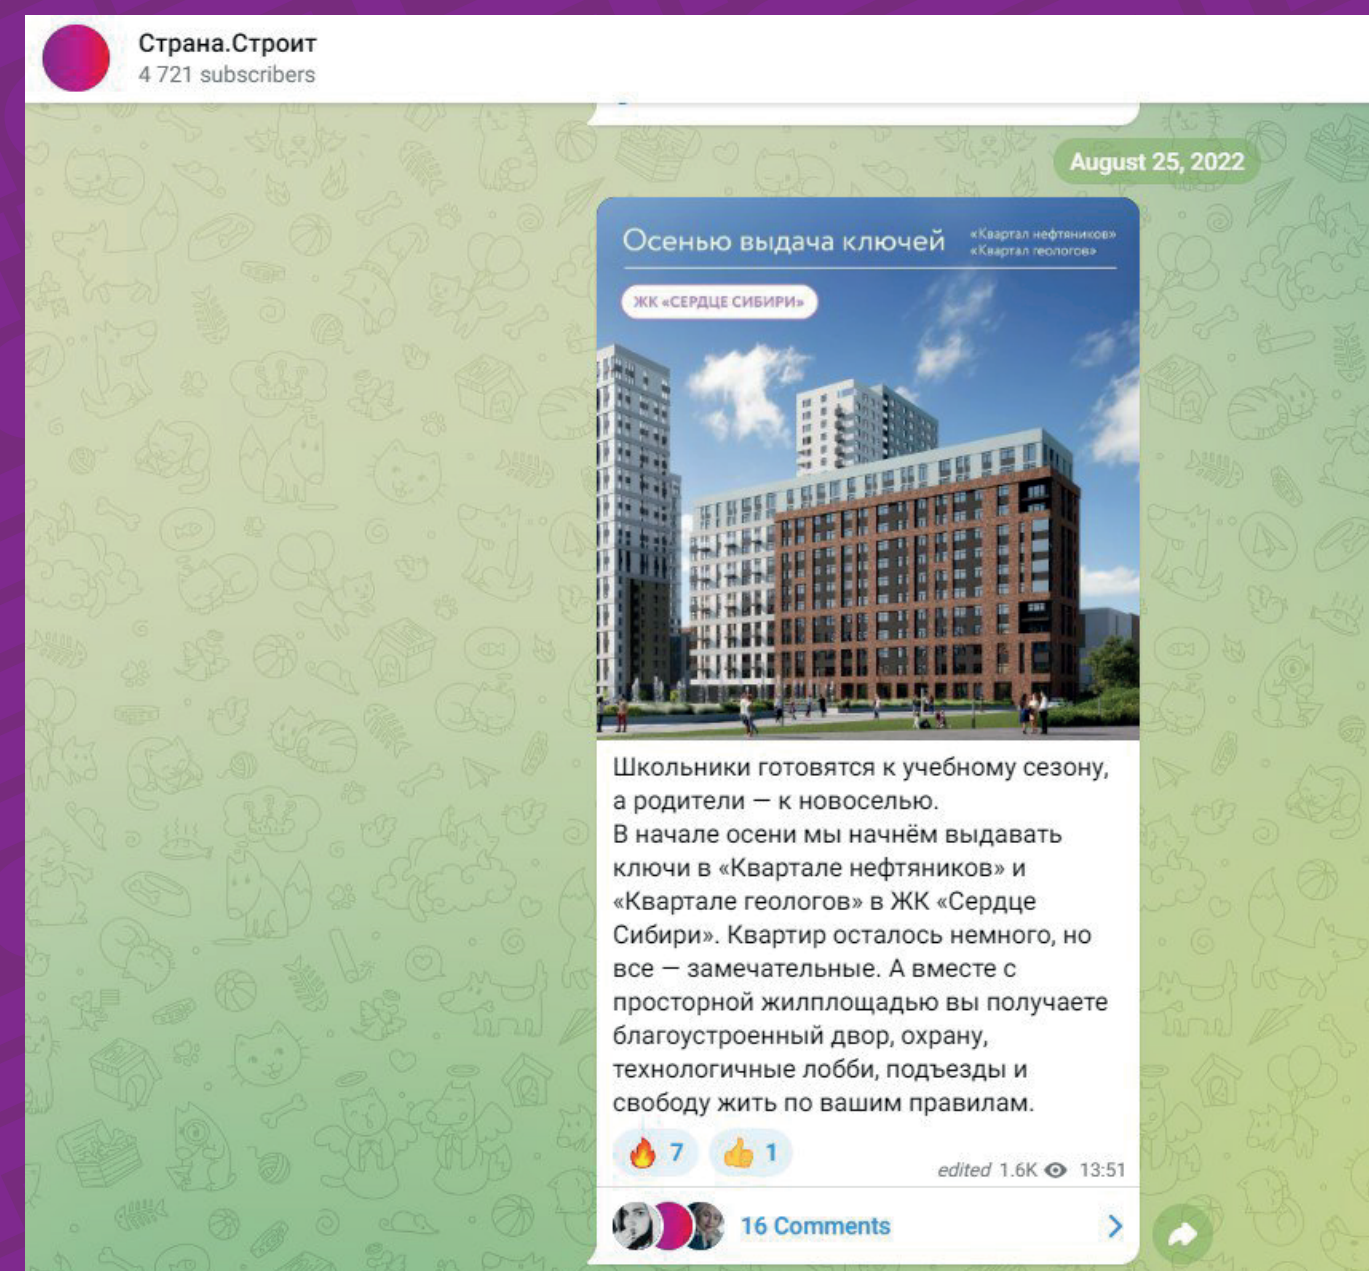 Страна.Строит
4 721 subscribers
August 25, 2022
Осенью выдача ключей
«Квартал нефтяников»
«Квартал геологов»
ЖК «СЕРДЦЕ СИБИРИ»
Школьники готовятся к учебному сезону,
а родители — к новоселью.
В начале осени мы начнём выдавать
ключи в «Квартале нефтяников» и
«Квартале геологов» в ЖК «Сердце
Сибири». Квартир осталось немного, но
все — замечательные. А вместе с
просторной жилплощадью вы получаете
благоустроенный двор, охрану,
технологичные лобби, подъезды и
свободу жить по вашим правилам.
🔥 7 👍 1
edited 1.6K 13:51
16 Comments